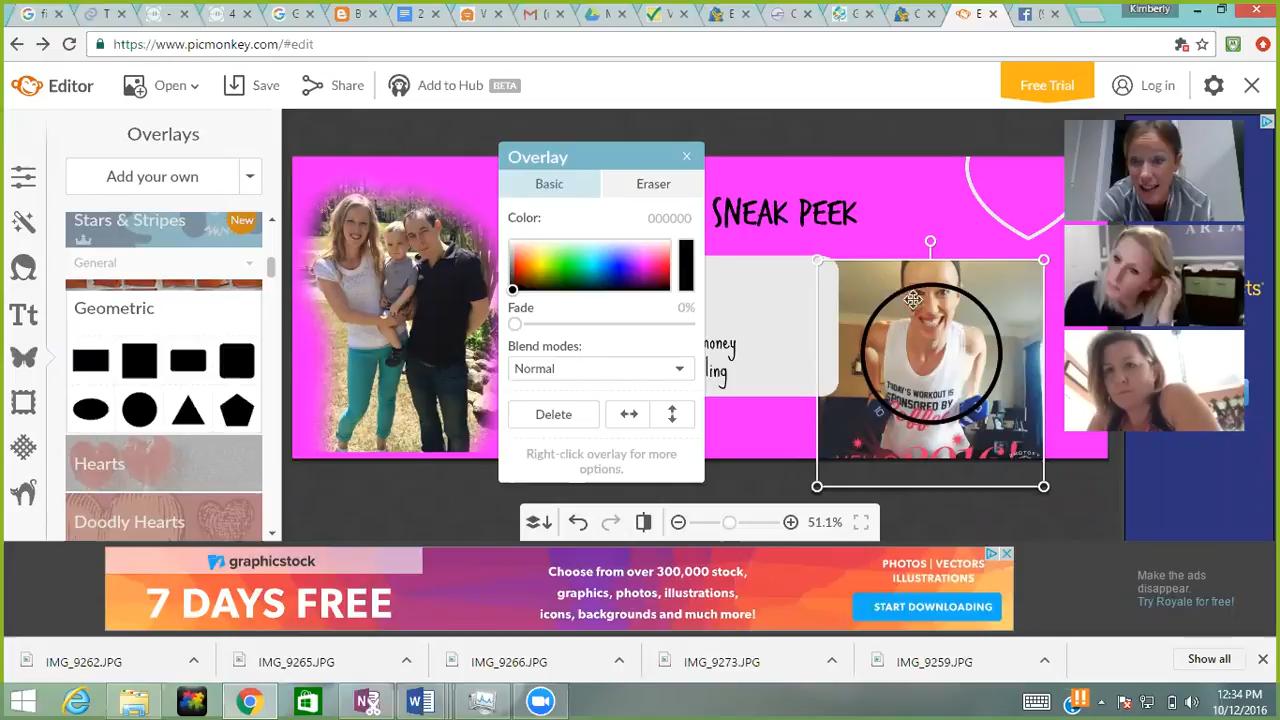 Kimberly
https://www.picmonkey.com/#edit
Editor
Open
Save
Share
Add to Hub BETA
Free Trial
Log in
Overlays
Add your own
Stars & Stripes
New
General
Geometric
Hearts
Doodly Hearts
Overlay
Basic
Eraser
Color:
000000
Fade
0%
Blend modes:
Normal
Delete
Right-click overlay for more
options.
SNEAK PEEK
money
ling
TODAY'S WORKOUT IS
SPONSORED BY
51.1%
graphicstock
7 DAYS FREE
Choose from over 300,000 stock,
graphics, photos, illustrations,
icons, backgrounds and much more!
PHOTOS | VECTORS
ILLUSTRATIONS
START DOWNLOADING
Make the ads
disappear.
Try Royale for free!
IMG_9262.JPG
IMG_9265.JPG
IMG_9266.JPG
IMG_9273.JPG
IMG_9259.JPG
Show all
12:34 PM
10/12/2016